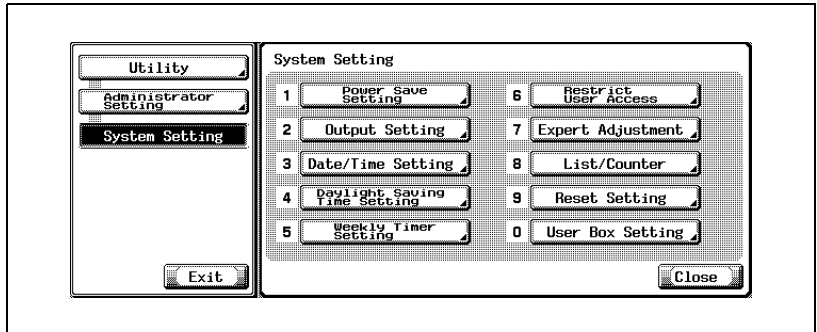 Utility
Administrator
Setting
System Setting
Exit
System Setting
1 Power Save
Setting
2 Output Setting
3 Date/Time Setting
4 Daylight Saving
Time Setting
5 Weekly Timer
Setting
6 Restrict
User Access
7 Expert Adjustment
8 List/Counter
9 Reset Setting
0 User Box Setting
Close